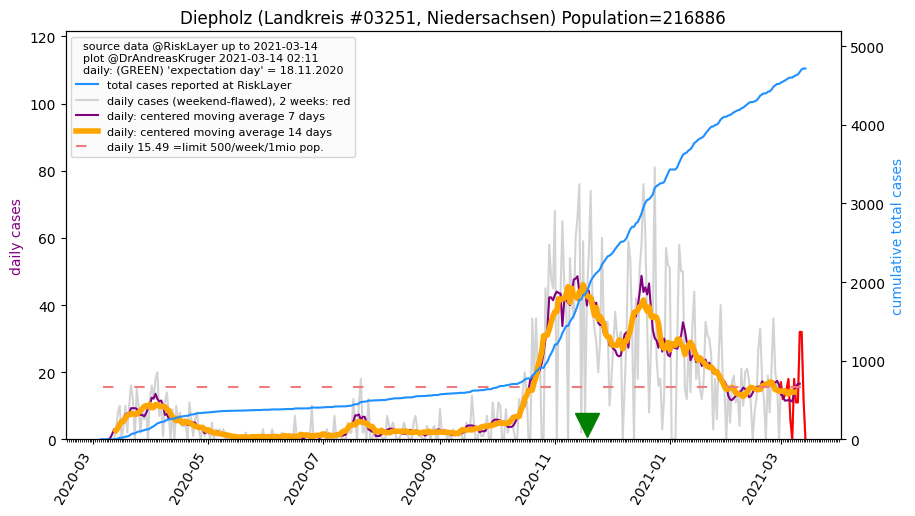 Diepholz (Landkreis #03251, Niedersachsen) Population=216886
source data @RiskLayer up to 2021-03-14
plot @DrAndreasKruger 2021-03-14 02:11
daily: (GREEN) 'expectation day' = 18.11.2020
total cases reported at RiskLayer
daily cases (weekend-flawed), 2 weeks: red
daily: centered moving average 7 days
daily: centered moving average 14 days
daily 15.49 =limit 500/week/1mio pop.
daily cases
120
100
80
60
40
20
0
cumulative total cases
5000
4000
3000
2000
1000
0
2020-03
2020-05
2020-07
2020-09
2020-11
2021-01
2021-03